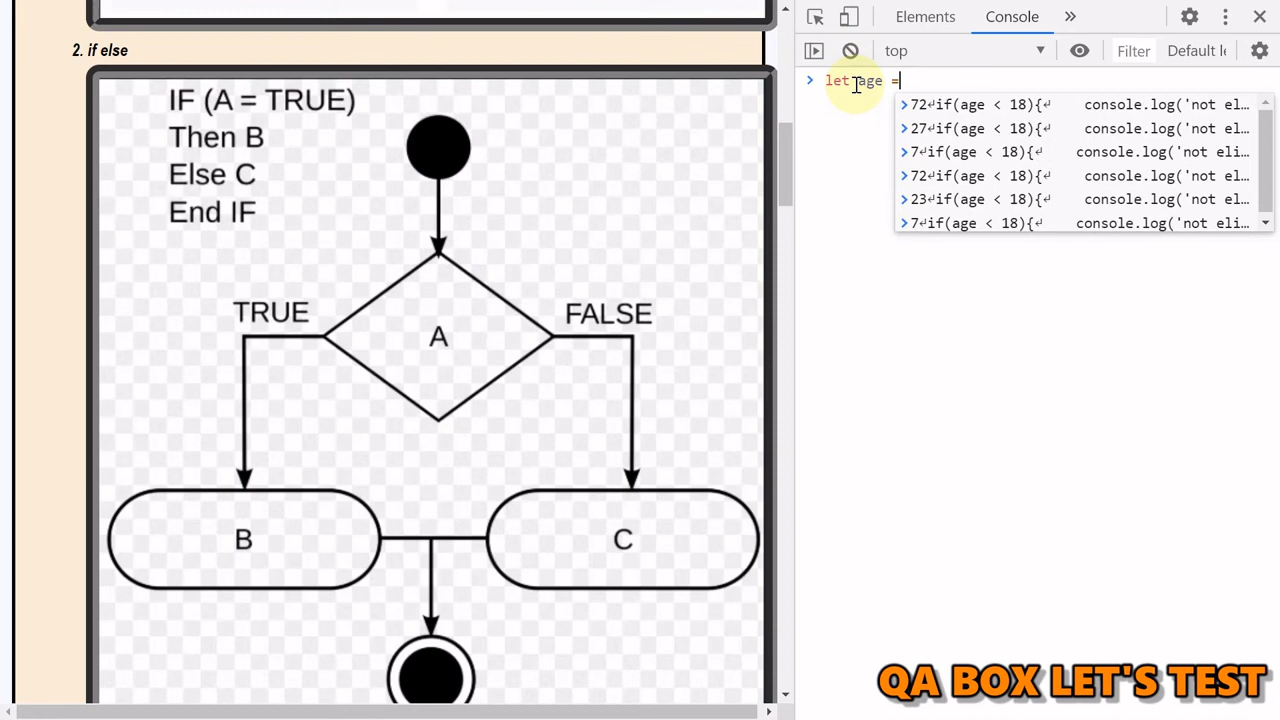 2. if else
IF (A = TRUE)
Then B
Else C
End IF
TRUE
FALSE
A
B
C
Elements
Console
top
Filter
Default le
let age =
72↵if(age < 18){↵ console.log('not el…
27↵if(age < 18){↵ console.log('not el…
7↵if(age < 18){↵ console.log('not eli…
72↵if(age < 18){↵ console.log('not el…
23↵if(age < 18){↵ console.log('not el…
7↵if(age < 18){↵ console.log('not eli…
QA BOX LET'S TEST